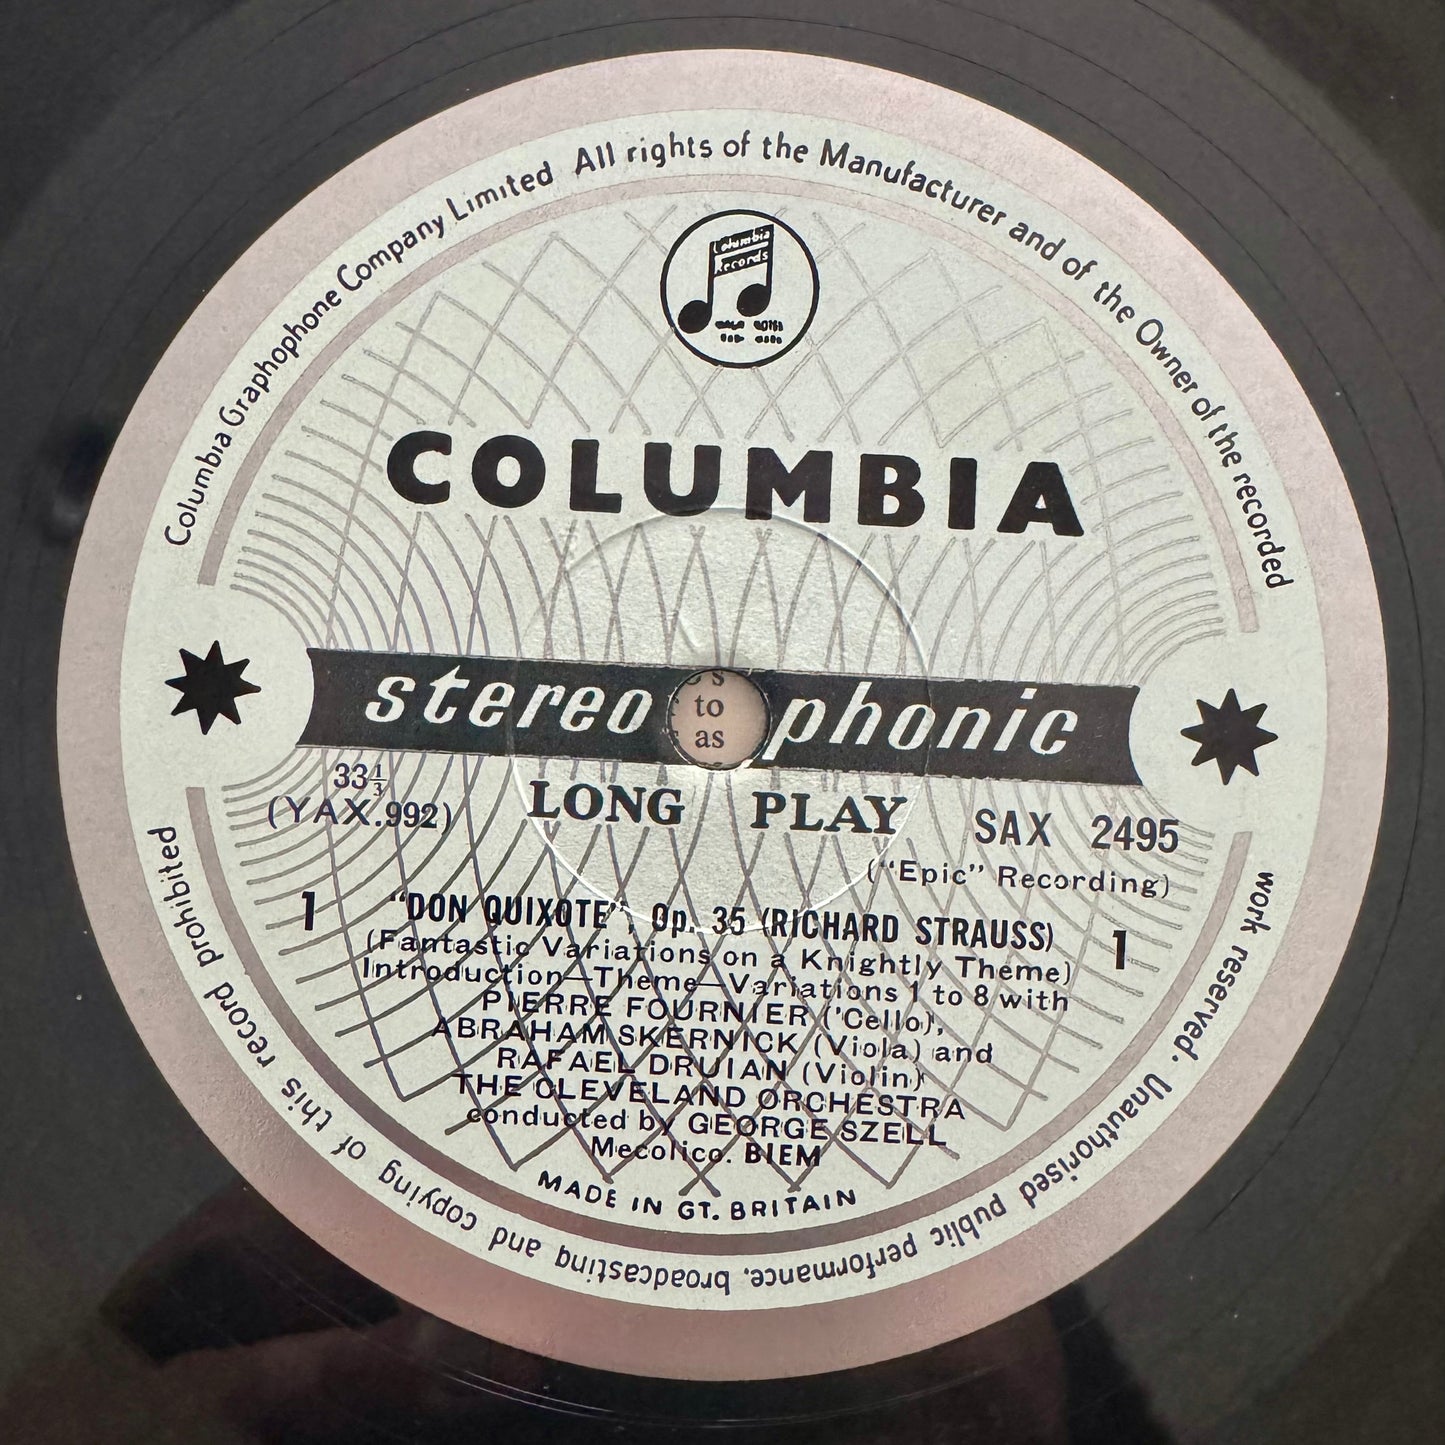 Columbia Graphophone Company Limited All rights of the Manufacturer and of the Owner of the recorded
work reserved. Unauthorised public performance, broadcasting and copying of this record prohibited
Columbia
Records
COLUMBIA
stereophonic
to
as
LONG PLAY
33⅓
(YAX.992)
SAX 2495
("Epic" Recording)
1 "DON QUIXOTE", Op. 35 (RICHARD STRAUSS) 1
(Fantastic Variations on a Knightly Theme)
Introduction—Theme—Variations 1 to 8 with
PIERRE FOURNIER ('Cello),
ABRAHAM SKERNICK (Viola) and
RAFAEL DRUIAN (Violin)
THE CLEVELAND ORCHESTRA
conducted by GEORGE SZELL
Mecolico. BIEM
MADE IN GT. BRITAIN